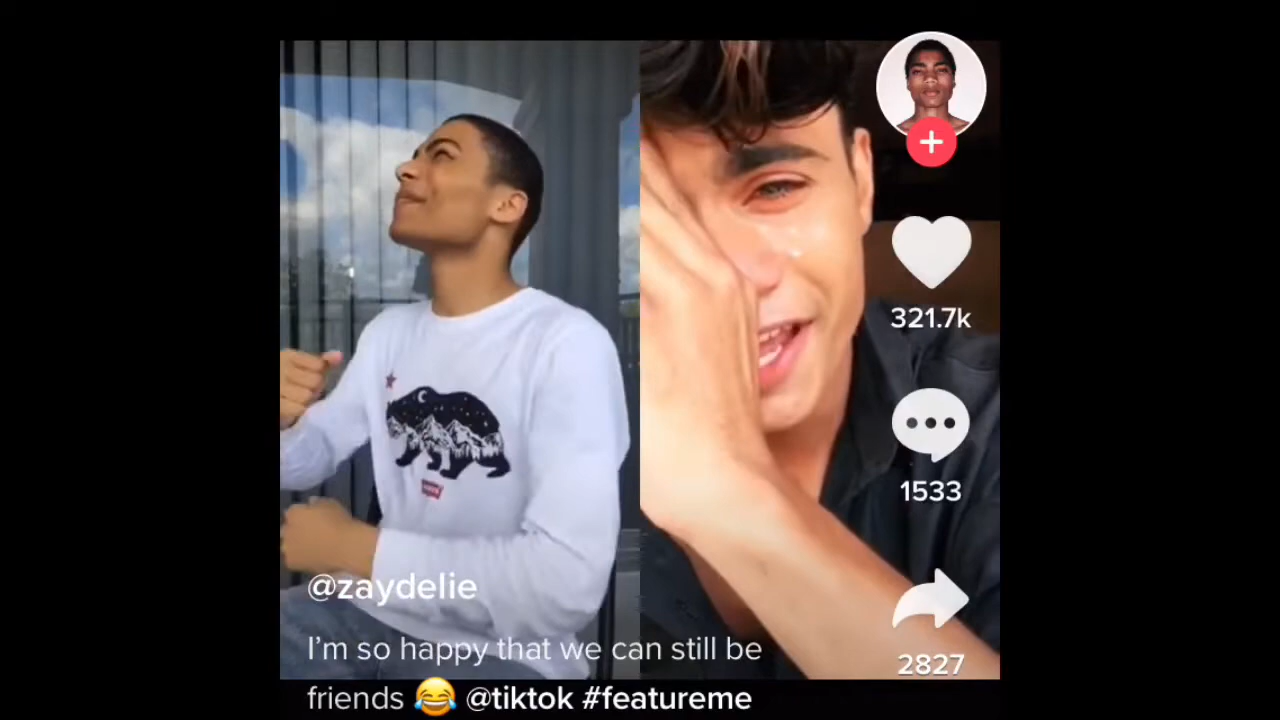 321.7k
1533
@zaydelie
I'm so happy that we can still be
2827
friends 😂 @tiktok #featureme